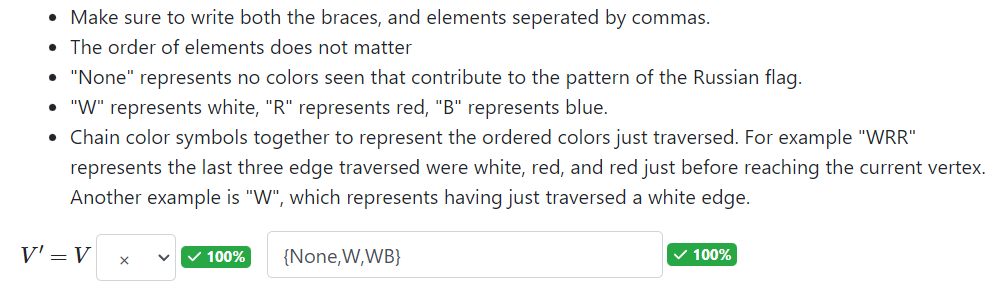 • Make sure to write both the braces, and elements seperated by commas.
• The order of elements does not matter
• "None" represents no colors seen that contribute to the pattern of the Russian flag.
• "W" represents white, "R" represents red, "B" represents blue.
• Chain color symbols together to represent the ordered colors just traversed. For example "WRR"
represents the last three edge traversed were white, red, and red just before reaching the current vertex.
Another example is "W", which represents having just traversed a white edge.
V′ = V × ✓ 100% {None,W,WB} ✓ 100%